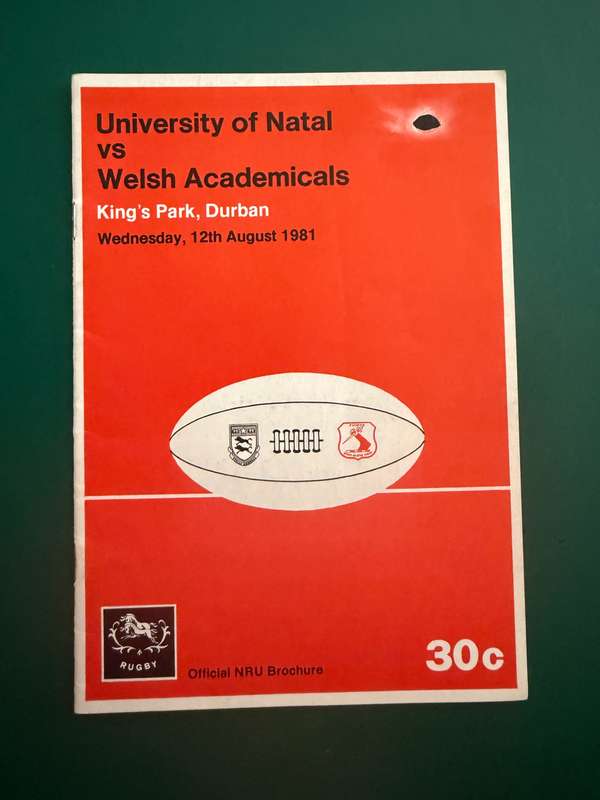 University of Natal
vs
Welsh Academicals
King's Park, Durban
Wednesday, 12th August 1981
RUGBY
Official NRU Brochure
30c